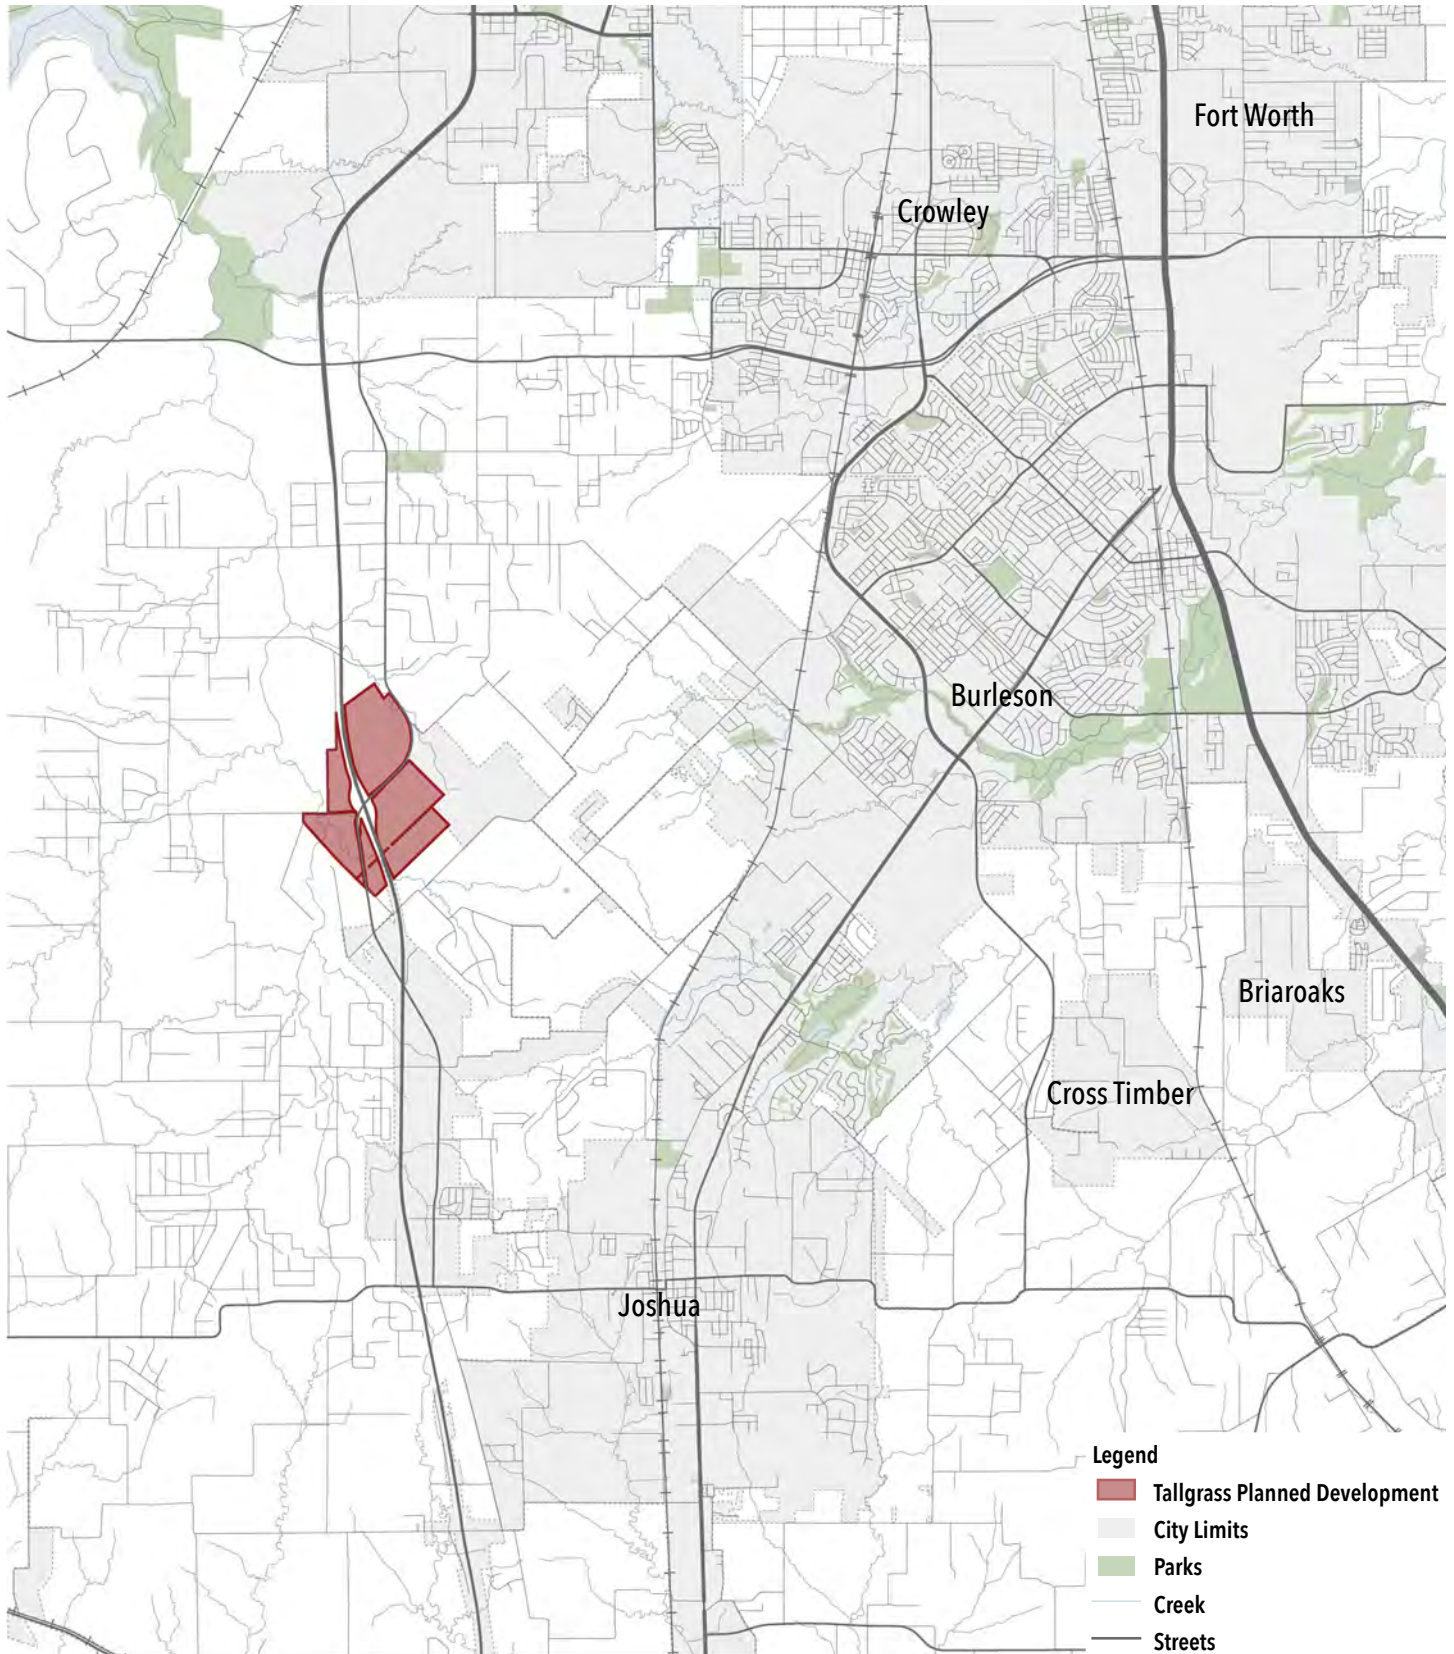 Fort Worth
Crowley
Burleson
Briaroaks
Cross Timber
Joshua
Legend
Tallgrass Planned Development
City Limits
Parks
Creek
Streets